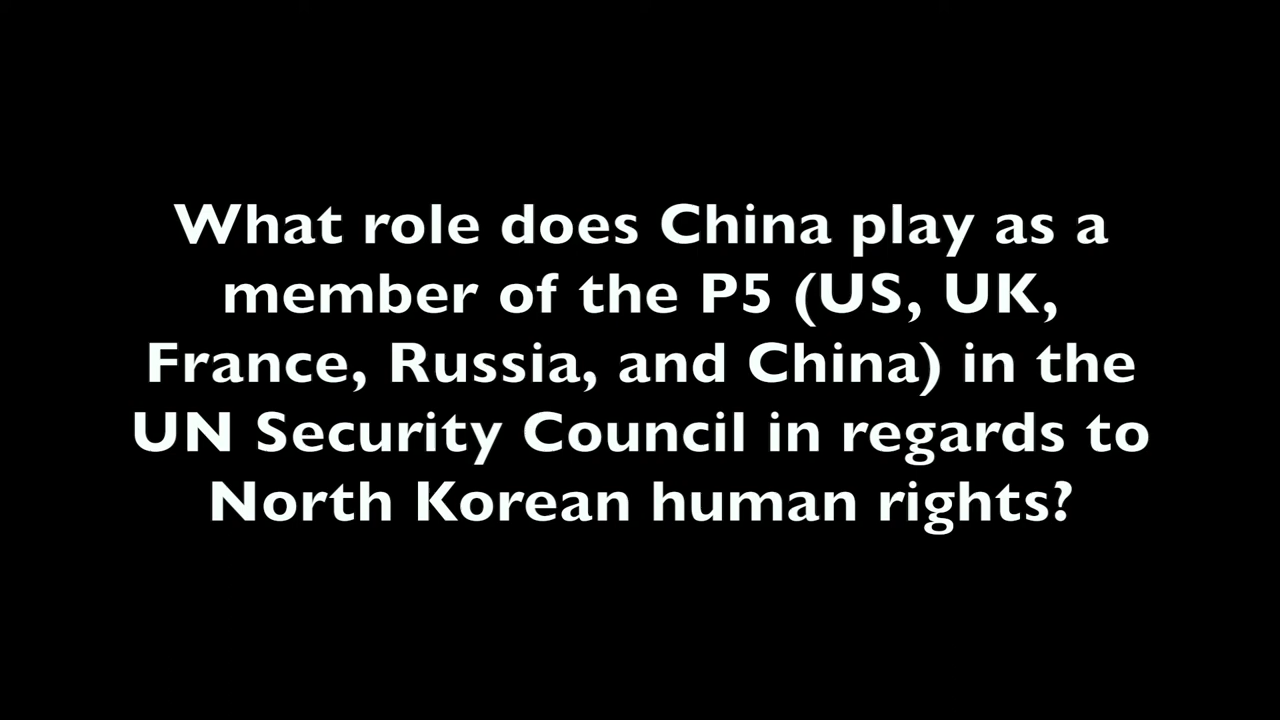 What role does China play as a
member of the P5 (US, UK,
France, Russia, and China) in the
UN Security Council in regards to
North Korean human rights?